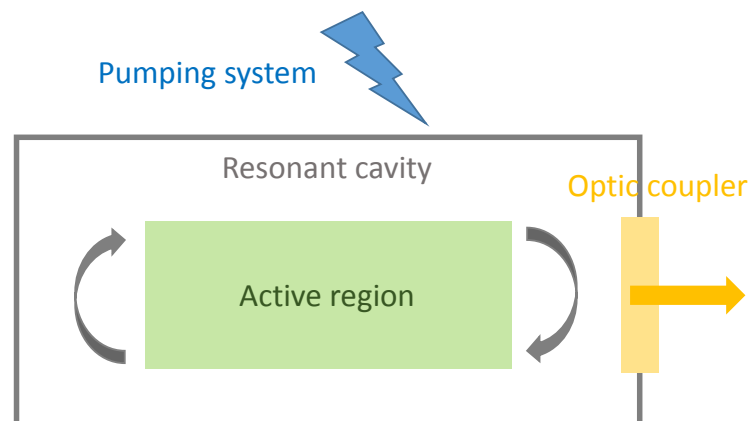 Pumping system
Resonant cavity
Optic coupler
Active region